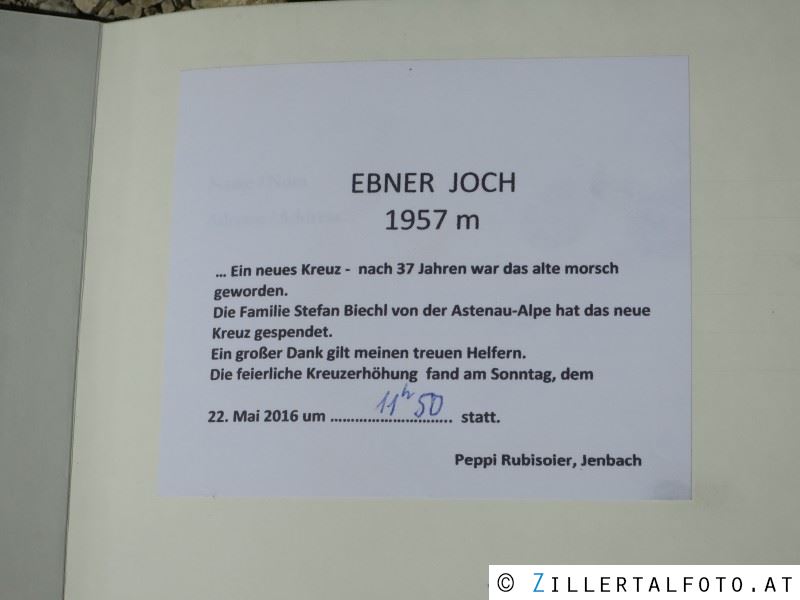 EBNER JOCH
1957 m
... Ein neues Kreuz - nach 37 Jahren war das alte morsch
geworden.
Die Familie Stefan Biechl von der Astenau-Alpe hat das neue
Kreuz gespendet.
Ein großer Dank gilt meinen treuen Helfern.
Die feierliche Kreuzerhöhung fand am Sonntag, dem
22. Mai 2016 um 11h 50 statt.
Peppi Rubisoier, Jenbach
© ZILLERTALFOTO.AT